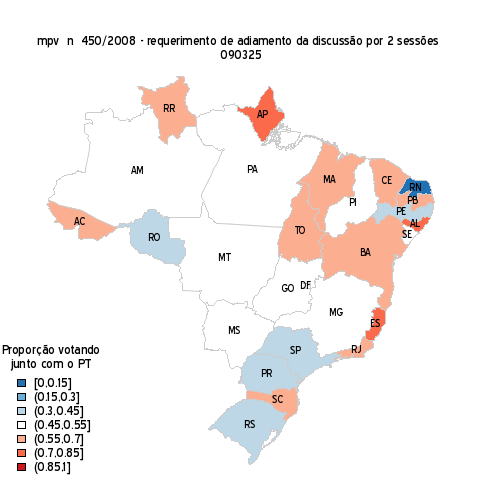 mpv n 450/2008 - requerimento de adiamento da discussão por 2 sessões
090325
RR
AP
AM
PA
MA
CE
RN
PB
PI
PE
AL
SE
AC
RO
TO
BA
MT
GO
DF
MG
MS
ES
SP
RJ
PR
SC
RS
Proporção votando
junto com o PT
[0,0.15]
(0.15,0.3]
(0.3,0.45]
(0.45,0.55]
(0.55,0.7]
(0.7,0.85]
(0.85,1]